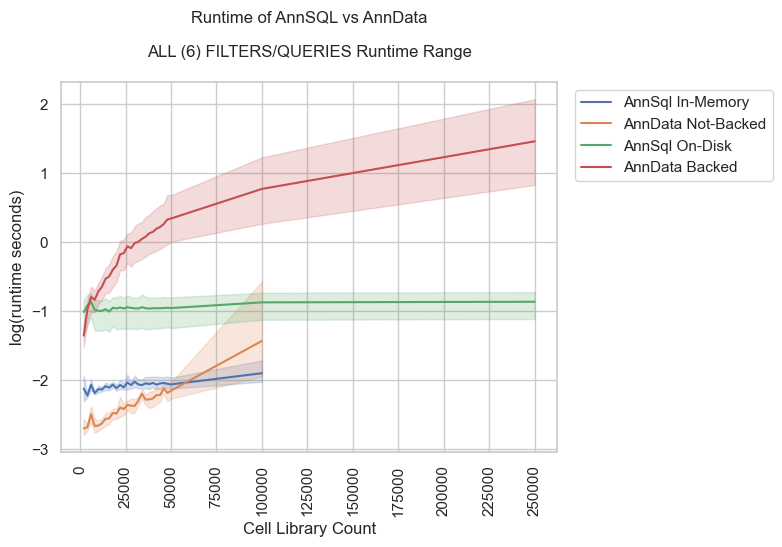 Runtime of AnnSQL vs AnnData
ALL (6) FILTERS/QUERIES Runtime Range
AnnSql In-Memory
AnnData Not-Backed
AnnSql On-Disk
AnnData Backed
log(runtime seconds)
2
1
0
−1
−2
−3
0
25000
50000
75000
100000
125000
150000
175000
200000
225000
250000
Cell Library Count